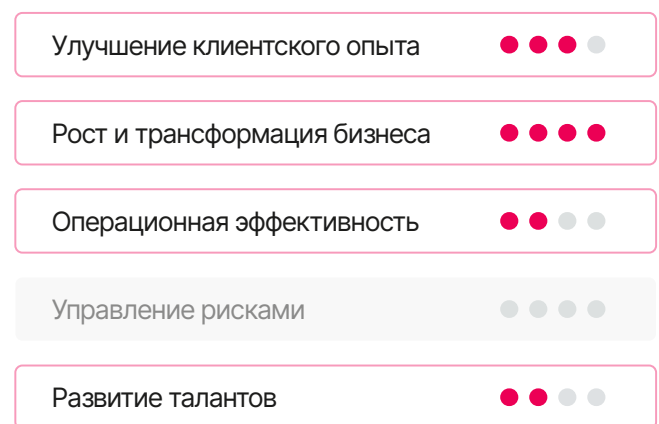 Улучшение клиентского опыта
Рост и трансформация бизнеса
Операционная эффективность
Управление рисками
Развитие талантов